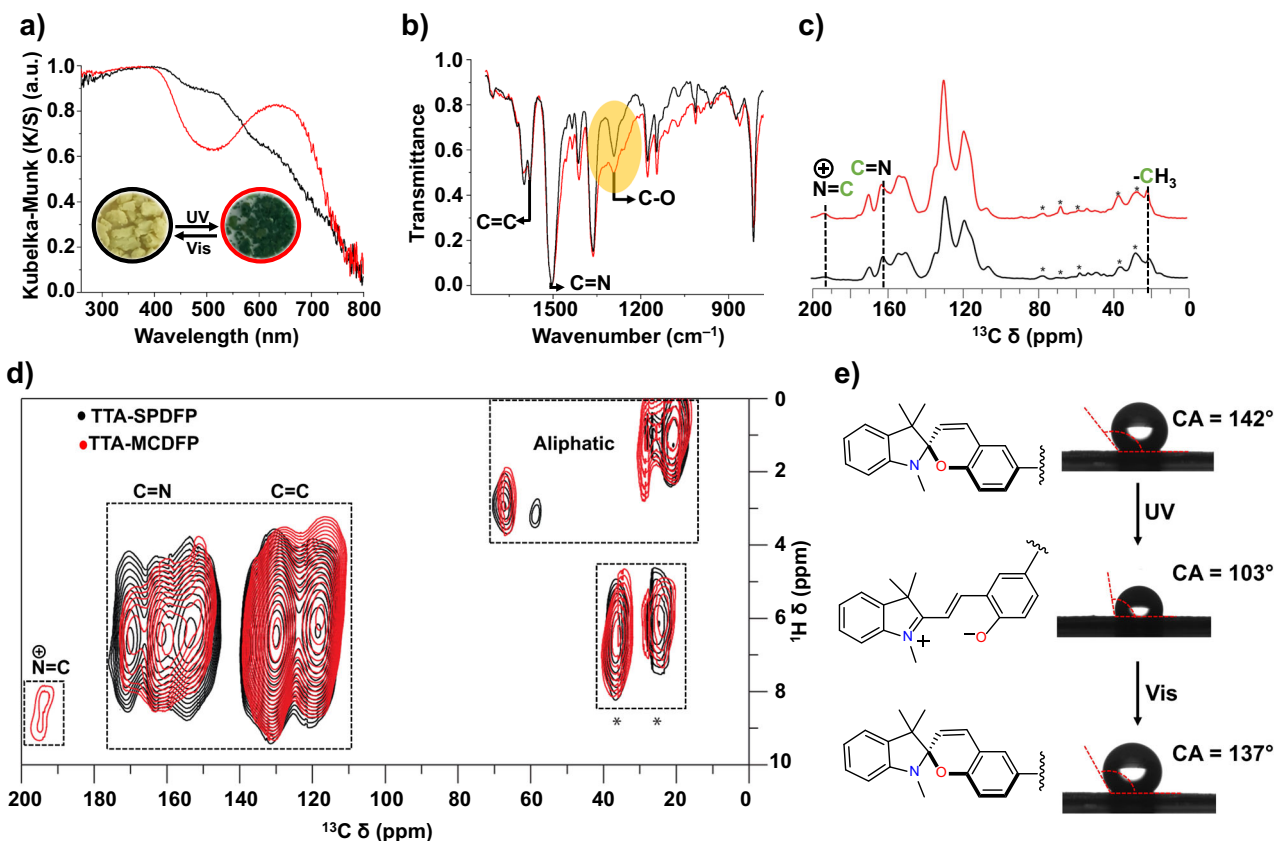 a)
Kubelka-Munk (K/S) (a.u.)
1.0
0.8
0.6
0.4
0.2
0.0
UV
Vis
300 400 500 600 700 800
Wavelength (nm)
b)
Transmittance
1.0
0.8
0.6
0.4
0.2
0.0
C=C
C=N
C-O
1500 1200 900
Wavenumber (cm⁻¹)
c)
⊕
N=C
C=N
-CH₃
* * * * *
* * * * *
200 160 120 80 40 0
¹³C δ (ppm)
d)
TTA-SPDFP
TTA-MCDFP
Aliphatic
C=N C=C
⊕
N=C
* *
0
2
4
6
8
10
¹H δ (ppm)
200 180 160 140 120 100 80 60 40 20 0
¹³C δ (ppm)
e)
N O
CA = 142°
UV
N + − O
CA = 103°
Vis
N O
CA = 137°